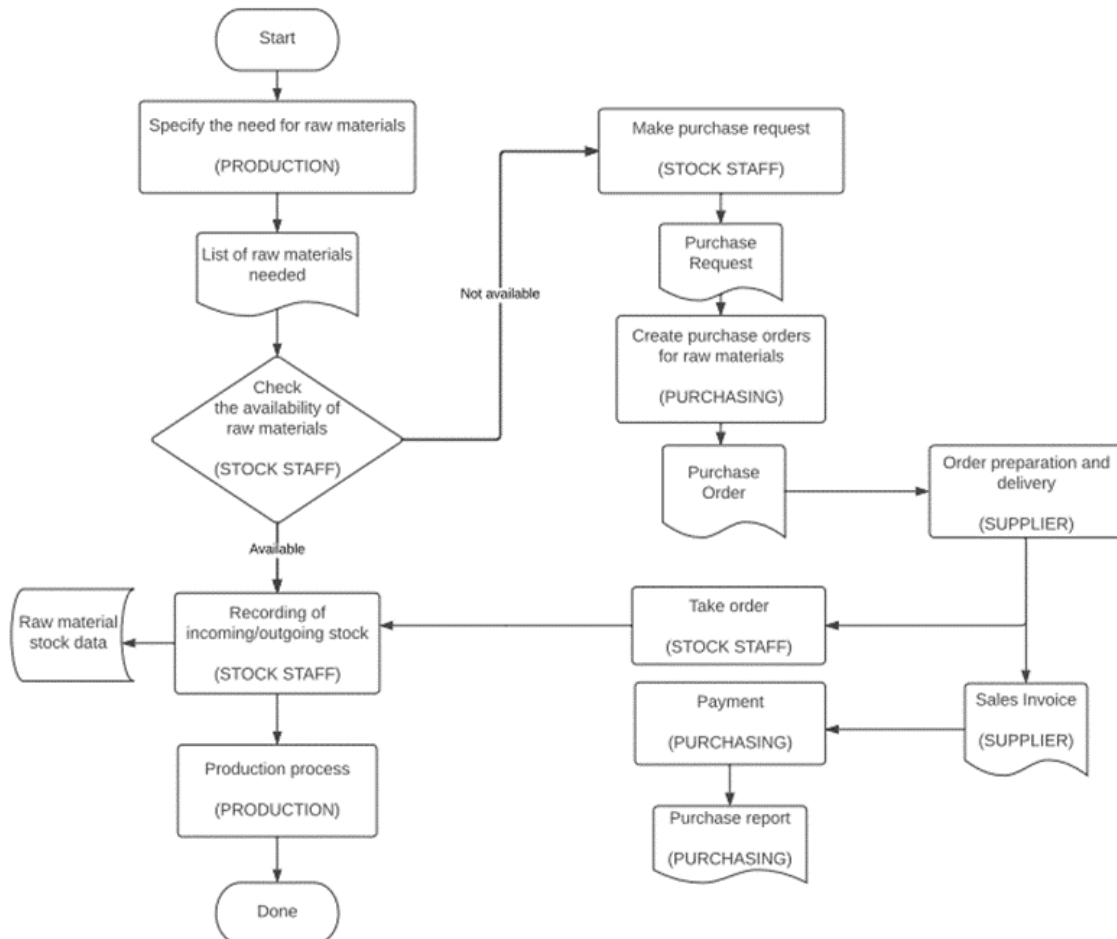 Start
Specify the need for raw materials
(PRODUCTION)
List of raw materials
needed
Check
the availability of
raw materials
(STOCK STAFF)
Not available
Available
Make purchase request
(STOCK STAFF)
Purchase
Request
Create purchase orders
for raw materials
(PURCHASING)
Purchase
Order
Order preparation and
delivery
(SUPPLIER)
Take order
(STOCK STAFF)
Sales Invoice
(SUPPLIER)
Payment
(PURCHASING)
Purchase report
(PURCHASING)
Recording of
incoming/outgoing stock
(STOCK STAFF)
Raw material
stock data
Production process
(PRODUCTION)
Done